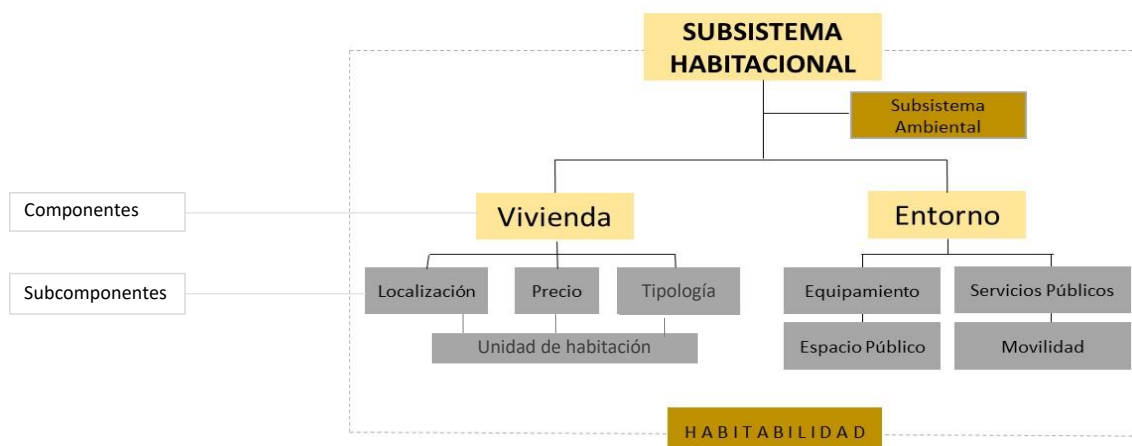 SUBSISTEMA
HABITACIONAL
Subsistema
Ambiental
Componentes
Vivienda
Entorno
Subcomponentes
Localización
Precio
Tipología
Equipamiento
Servicios Públicos
Unidad de habitación
Espacio Público
Movilidad
HABITABILIDAD